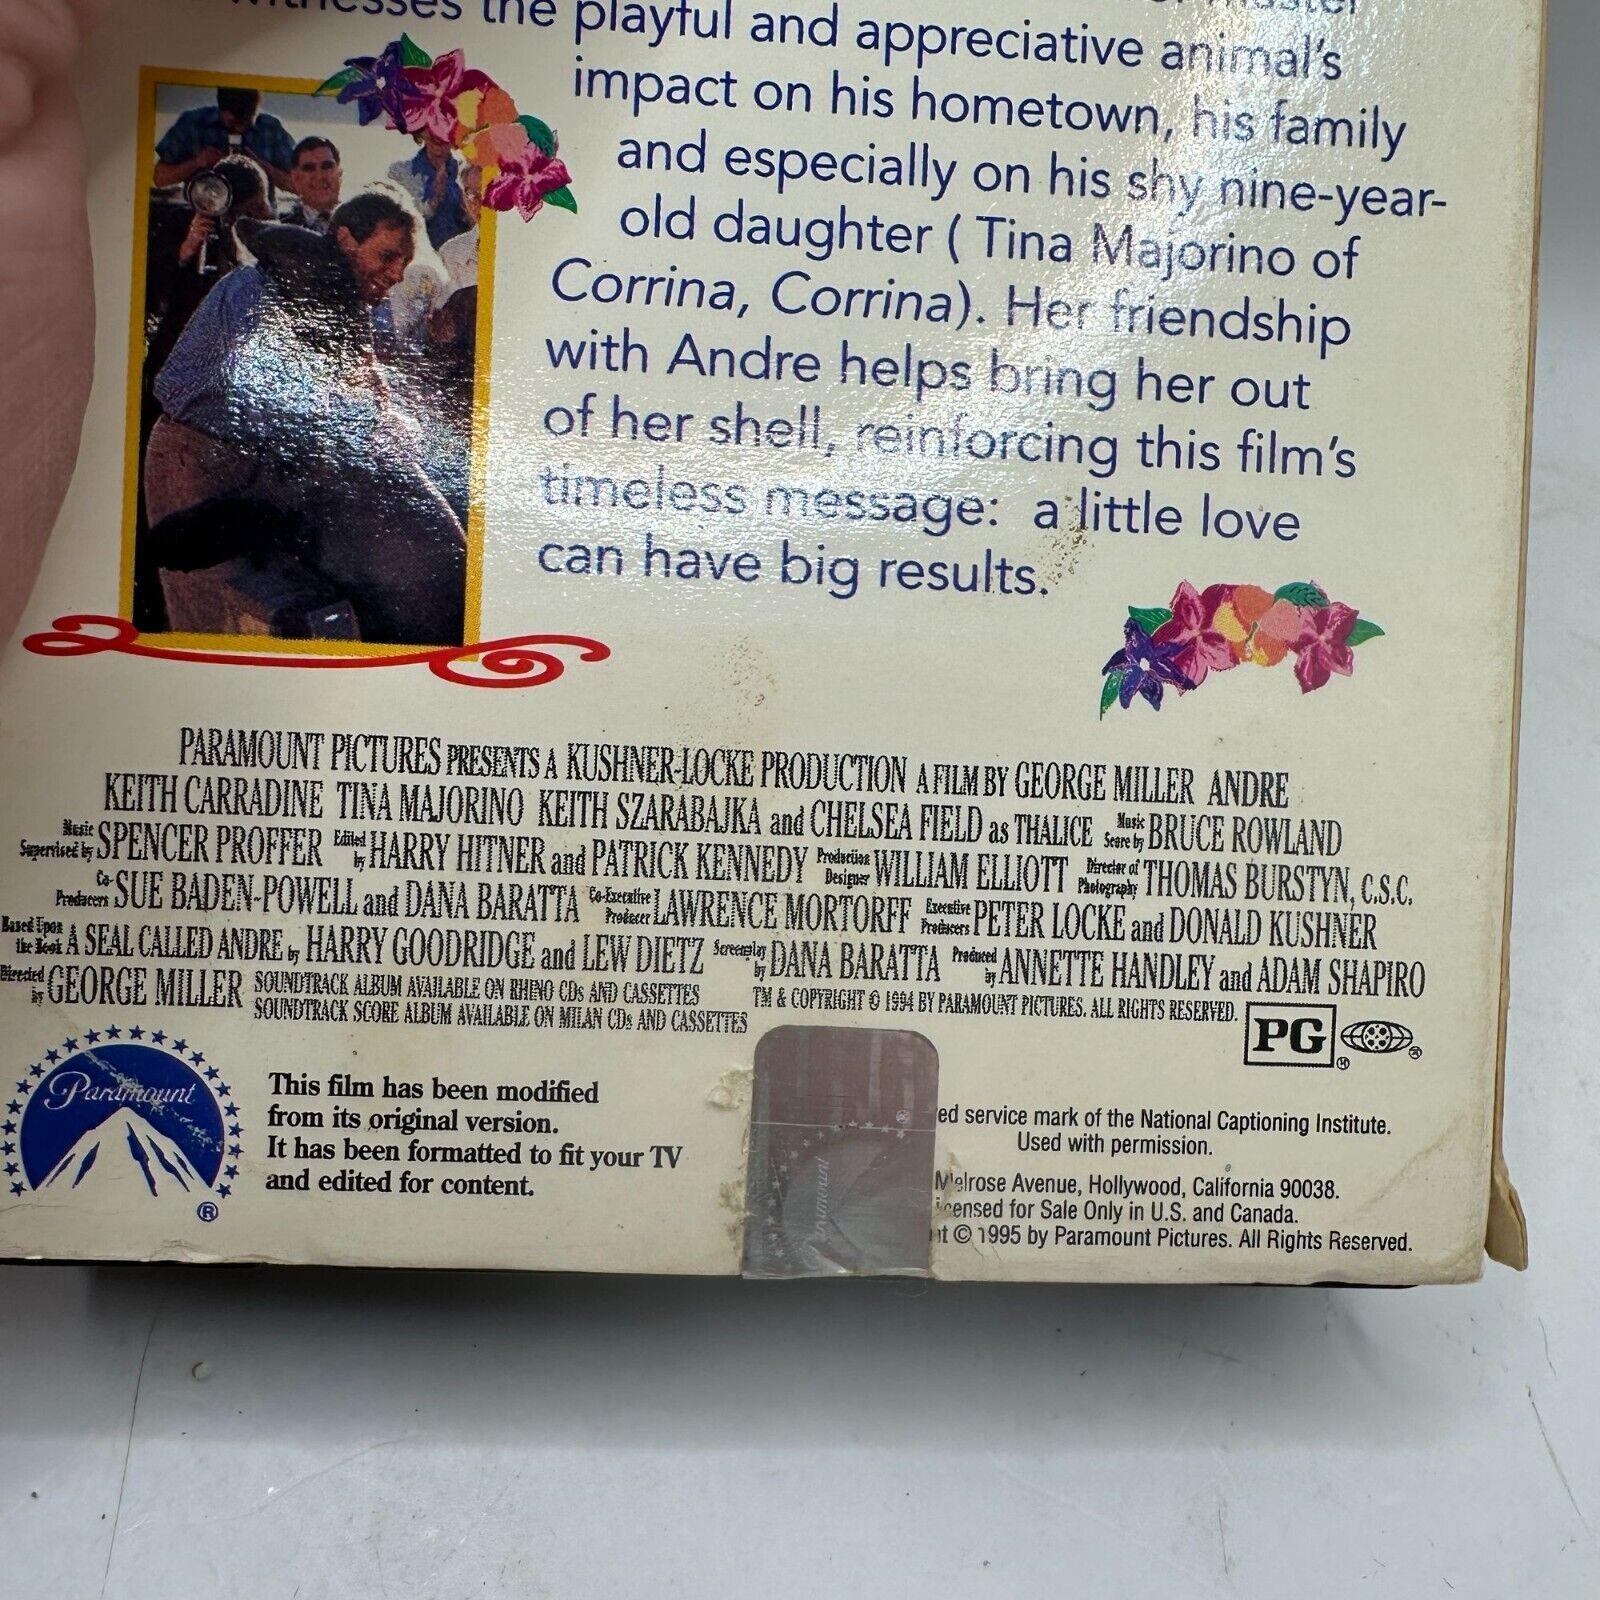 witnesses the playful and appreciative animal's
impact on his hometown, his family
and especially on his shy nine-year-
old daughter ( Tina Majorino of
Corrina, Corrina). Her friendship
with Andre helps bring her out
of her shell, reinforcing this film's
timeless message: a little love
can have big results.
PARAMOUNT PICTURES PRESENTS A KUSHNER-LOCKE PRODUCTION A FILM BY GEORGE MILLER ANDRE
KEITH CARRADINE TINA MAJORINO KEITH SZARABAJKA and CHELSEA FIELD as THALICE Music Score by BRUCE ROWLAND
Music Supervised by SPENCER PROFFER Edited by HARRY HITNER and PATRICK KENNEDY Production Designer WILLIAM ELLIOTT Director of Photography THOMAS BURSTYN, C.S.C.
Co-Producers SUE BADEN-POWELL and DANA BARATTA Co-Executive Producer LAWRENCE MORTORFF Executive Producers PETER LOCKE and DONALD KUSHNER
Based Upon the Book A SEAL CALLED ANDRE by HARRY GOODRIDGE and LEW DIETZ Screenplay by DANA BARATTA Produced by ANNETTE HANDLEY and ADAM SHAPIRO
Directed by GEORGE MILLER SOUNDTRACK ALBUM AVAILABLE ON RHINO CDs AND CASSETTES TM & COPYRIGHT © 1994 BY PARAMOUNT PICTURES. ALL RIGHTS RESERVED.
SOUNDTRACK SCORE ALBUM AVAILABLE ON MILAN CDs AND CASSETTES
PG ®
Paramount ®
This film has been modified
from its original version.
It has been formatted to fit your TV
and edited for content.
Paramount ®
service mark of the National Captioning Institute.
Used with permission.
Melrose Avenue, Hollywood, California 90038.
Licensed for Sale Only in U.S. and Canada.
© 1995 by Paramount Pictures. All Rights Reserved.